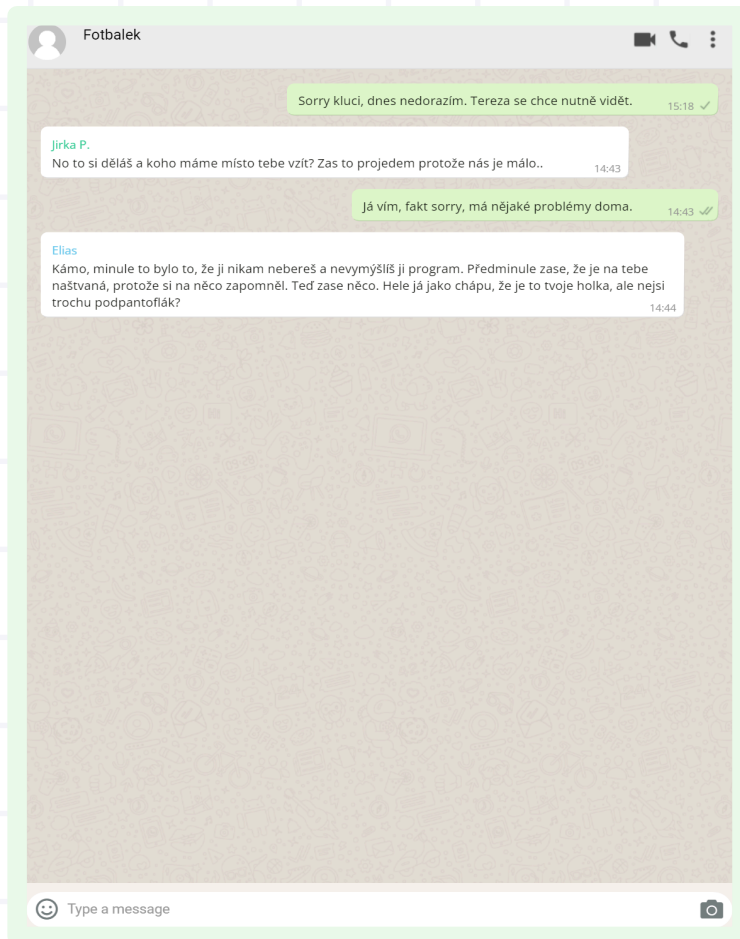 Fotbalek
Sorry kluci, dnes nedorazím. Tereza se chce nutně vidět.
15:18
Jirka P.
No to si děláš a koho máme místo tebe vzít? Zas to projedem protože nás je málo..
14:43
Já vím, fakt sorry, má nějaké problémy doma.
14:43
Elias
Kámo, minule to bylo to, že ji nikam nebereš a nevymýšlíš ji program. Předminule zase, že je na tebe
naštvaná, protože si na něco zapomněl. Teď zase něco. Hele já jako chápu, že je to tvoje holka, ale nejsi
trochu podpantoflák?
14:44
Type a message